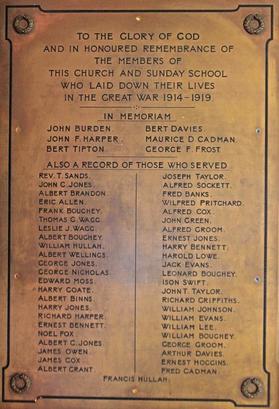 TO THE GLORY OF GOD
AND IN HONOURED REMEMBRANCE OF
THE MEMBERS OF
THIS CHURCH AND SUNDAY SCHOOL
WHO LAID DOWN THEIR LIVES
IN THE GREAT WAR 1914-1919.
IN MEMORIAM
JOHN BURDEN BERT DAVIES.
JOHN F. HARPER. MAURICE D. CADMAN.
BERT TIPTON. GEORGE F. FROST.
ALSO A RECORD OF THOSE WHO SERVED
REV. T. SANDS.
JOHN C. JONES.
ALBERT BRANDON.
ERIC ALLEN.
FRANK BOUGHEY.
THOMAS G. WAGG.
LESLIE J. WAGG.
ALBERT BOUGHEY.
WILLIAM HULLAH.
ALBERT WELLINGS.
GEORGE JONES.
GEORGE NICHOLAS.
EDWARD MOSS.
HARRY COATE.
ALBERT BINNS.
HARRY JONES.
RICHARD HARPER.
ERNEST BENNETT.
NOEL FOX.
ALBERT C. JONES
JAMES OWEN.
JAMES COX
ALBERT GRANT
JOSEPH TAYLOR.
ALFRED SOCKETT.
FRED BANKS.
WILFRED PRITCHARD.
ALFRED COX.
JOHN GREEN.
ALFRED GROOM.
ERNEST JONES.
HARRY BENNETT.
HAROLD LOWE.
JACK EVANS.
LEONARD BOUGHEY.
ISON SWIFT.
JOHN T. TAYLOR.
RICHARD GRIFFITHS.
WILLIAM JOHNSON.
WILLIAM EVANS.
WILLIAM LEE.
WILLIAM BOUGHEY.
GEORGE GROOM.
ARTHUR DAVIES.
ERNEST HOGGINS.
FRED CADMAN.
FRANCIS HULLAH.